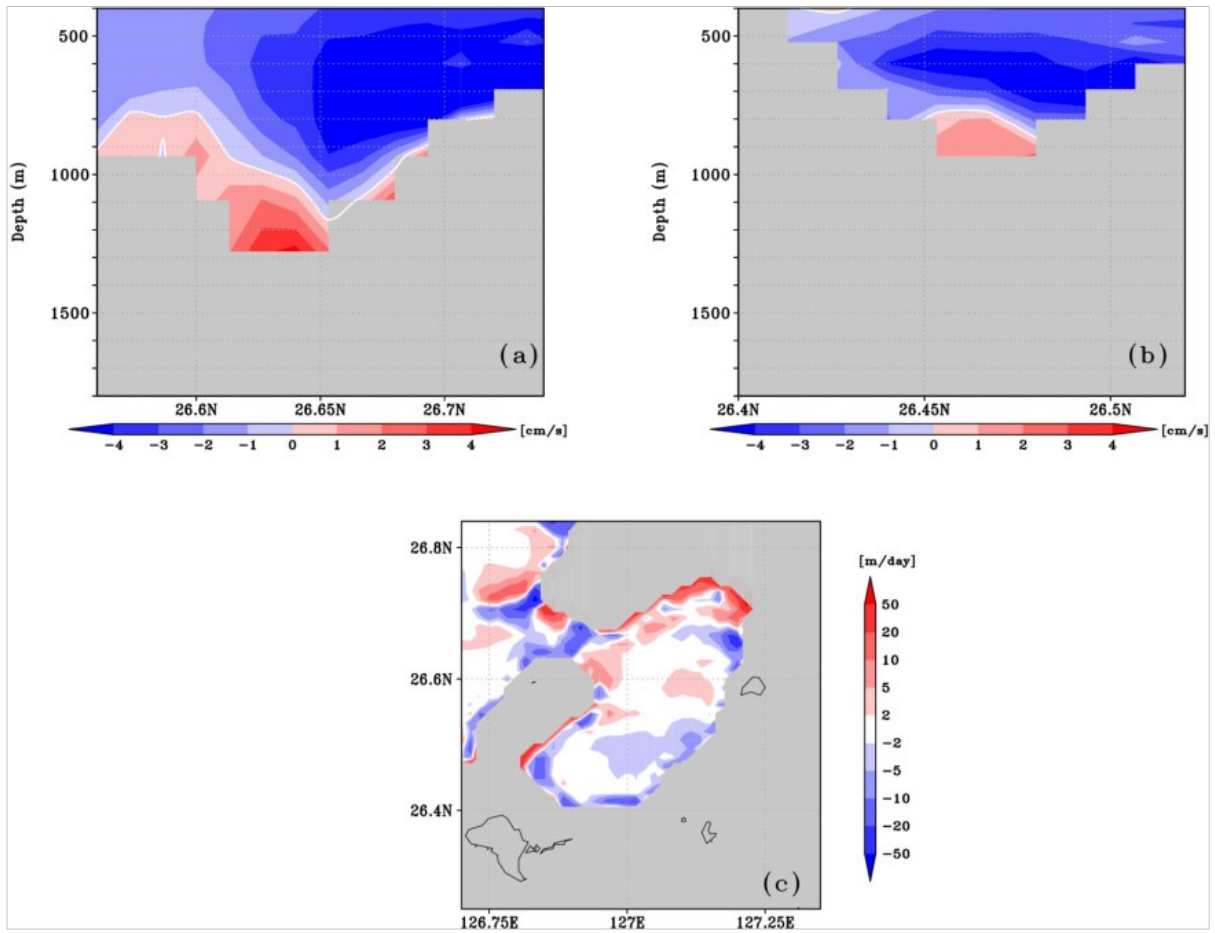 500
1000
1500
Depth (m)
(a)
26.6N 26.65N 26.7N
-4 -3 -2 -1 0 1 2 3 4 [cm/s]
500
1000
1500
Depth (m)
(b)
26.4N 26.45N 26.5N
-4 -3 -2 -1 0 1 2 3 4 [cm/s]
26.8N
26.6N
26.4N
(c)
126.75E 127E 127.25E
[m/day]
50
20
10
5
2
-2
-5
-10
-20
-50